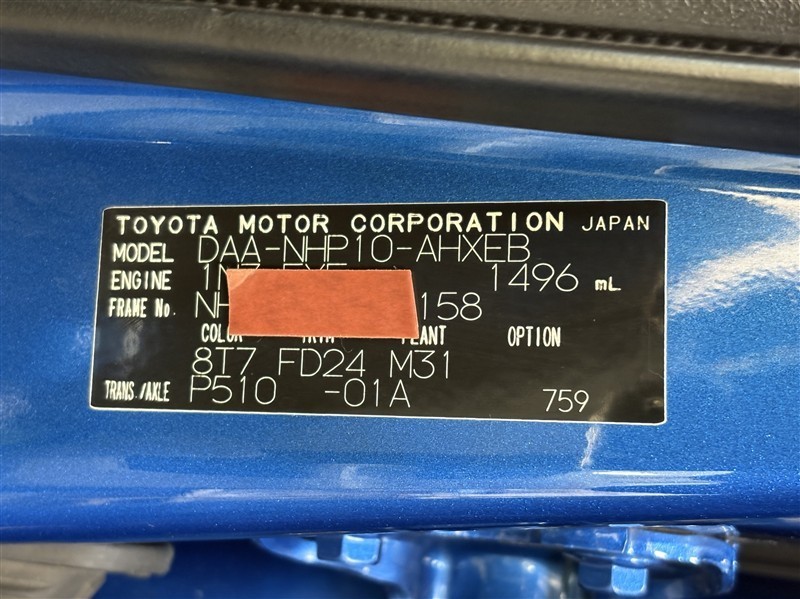 TOYOTA MOTOR CORPORATION JAPAN
MODEL DAA-NHP10-AHXEB
ENGINE 1496 mL
FRAME No. NH 158
COLOR PLANT OPTION
8T7 FD24 M31
TRANS./AXLE P510 -01A 759